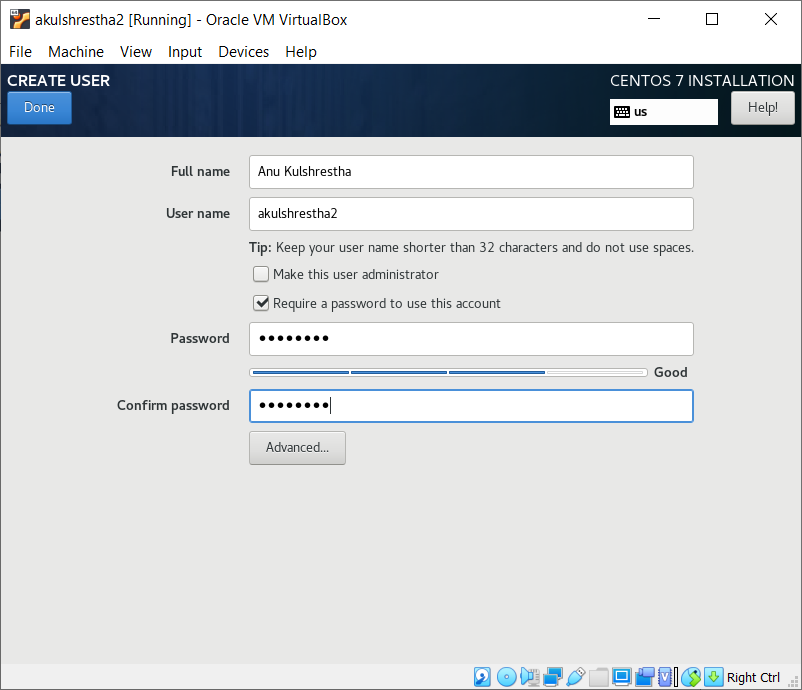 akulshrestha2 [Running] - Oracle VM VirtualBox
File Machine View Input Devices Help
CREATE USER
CENTOS 7 INSTALLATION
Done
us
Help!
Full name
Anu Kulshrestha
User name
akulshrestha2
Tip: Keep your user name shorter than 32 characters and do not use spaces.
Make this user administrator
Require a password to use this account
Password
••••••••
Good
Confirm password
••••••••
Advanced...
Right Ctrl